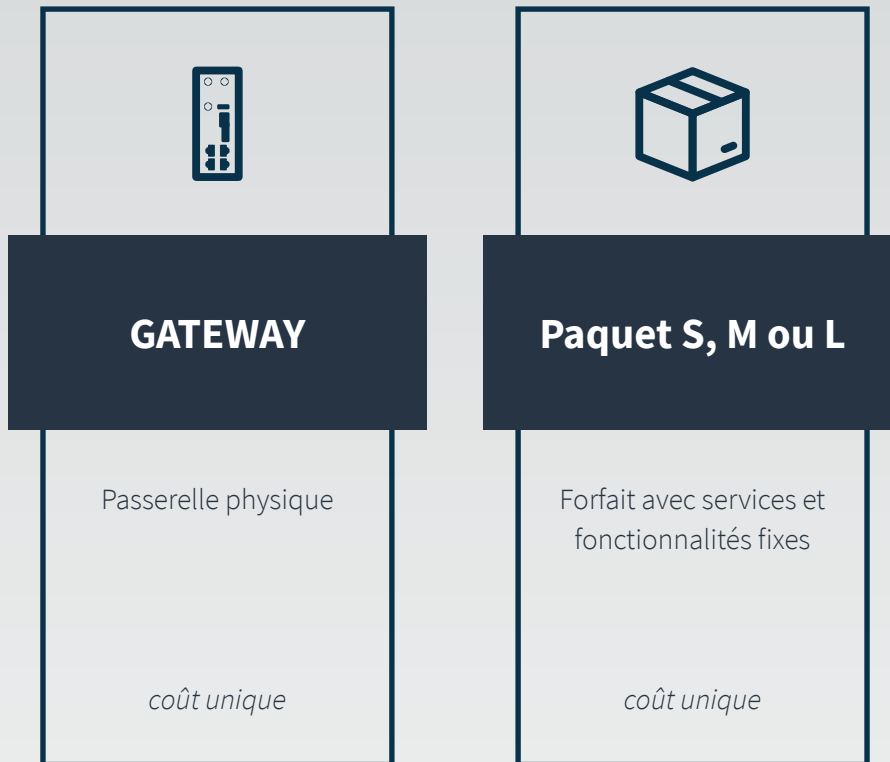 GATEWAY
Passerelle physique
coût unique
Paquet S, M ou L
Forfait avec services et
fonctionnalités fixes
coût unique